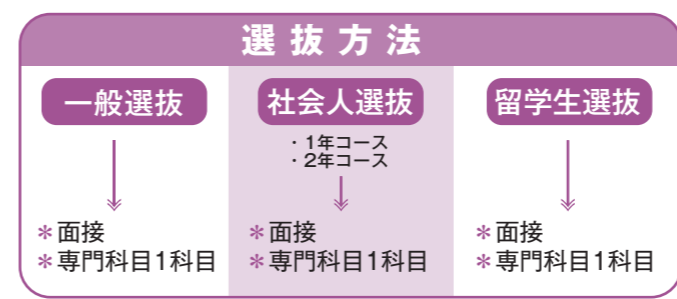 選抜方法
一般選抜
＊面接
＊専門科目1科目
社会人選抜
・1年コース
・2年コース
＊面接
＊専門科目1科目
留学生選抜
＊面接
＊専門科目1科目